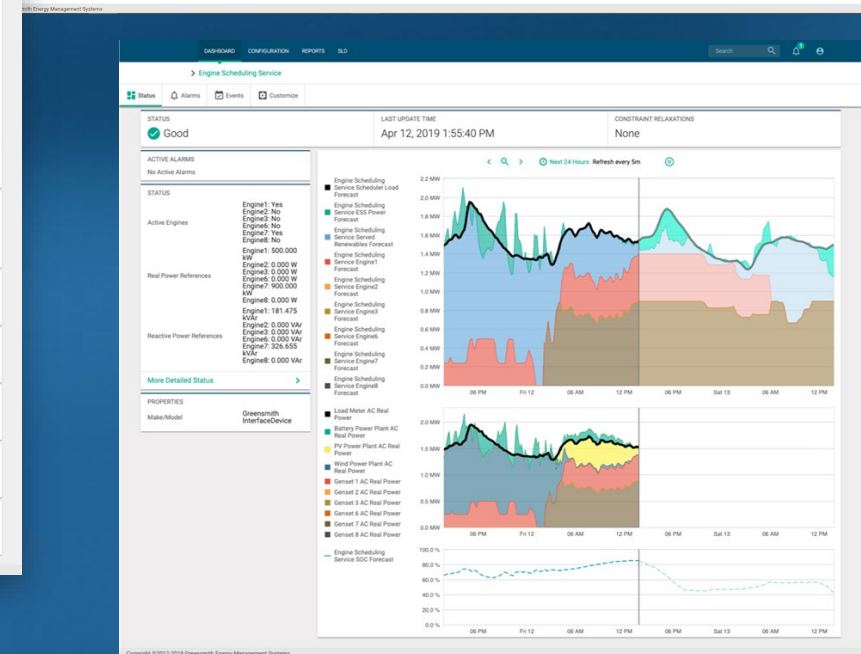 mith Energy Management Systems
DASHBOARD CONFIGURATION REPORTS SLD
Search
1
> Engine Scheduling Service
Status Alarms Events Customize
STATUS
Good
LAST UPDATE TIME
Apr 12, 2019 1:55:40 PM
CONSTRAINT RELAXATIONS
None
ACTIVE ALARMS
No Active Alarms
STATUS
Active Engines
Engine1: Yes
Engine2: No
Engine3: No
Engine6: No
Engine7: Yes
Engine8: No
Real Power References
Engine1: 500.000
kW
Engine2: 0.000 W
Engine3: 0.000 W
Engine6: 0.000 W
Engine7: 900.000
kW
Engine8: 0.000 W
Reactive Power References
Engine1: 181.475
kVAr
Engine2: 0.000 VAr
Engine3: 0.000 VAr
Engine6: 0.000 VAr
Engine7: 326.655
kVAr
Engine8: 0.000 VAr
More Detailed Status >
PROPERTIES
Make/Model
Greensmith
InterfaceDevice
< > Next 24 Hours Refresh every 5m
Engine Scheduling
Service Scheduler Load
Forecast
Engine Scheduling
Service ESS Power
Forecast
Engine Scheduling
Service Served
Renewables Forecast
Engine Scheduling
Service Engine1
Forecast
Engine Scheduling
Service Engine2
Forecast
Engine Scheduling
Service Engine3
Forecast
Engine Scheduling
Service Engine6
Forecast
Engine Scheduling
Service Engine7
Forecast
Engine Scheduling
Service Engine8
Forecast
2.2 MW
2.0 MW
1.8 MW
1.6 MW
1.4 MW
1.2 MW
1.0 MW
0.8 MW
0.6 MW
0.4 MW
0.2 MW
0.0 MW
06 PM Fri 12 06 AM 12 PM 06 PM Sat 13 06 AM 12 PM
Load Meter AC Real
Power
Battery Power Plant AC
Real Power
PV Power Plant AC Real
Power
Wind Power Plant AC
Real Power
Genset 1 AC Real Power
Genset 2 AC Real Power
Genset 3 AC Real Power
Genset 6 AC Real Power
Genset 7 AC Real Power
Genset 8 AC Real Power
2.0 MW
1.5 MW
1.0 MW
0.5 MW
0.0 MW
06 PM Fri 12 06 AM 12 PM 06 PM Sat 13 06 AM 12 PM
Engine Scheduling
Service SOC Forecast
100.0 %
80.0 %
60.0 %
40.0 %
20.0 %
0.0 %
06 PM Fri 12 06 AM 12 PM 06 PM Sat 13 06 AM 12 PM
Copyright ©2012-2019 Greensmith Energy Management Systems